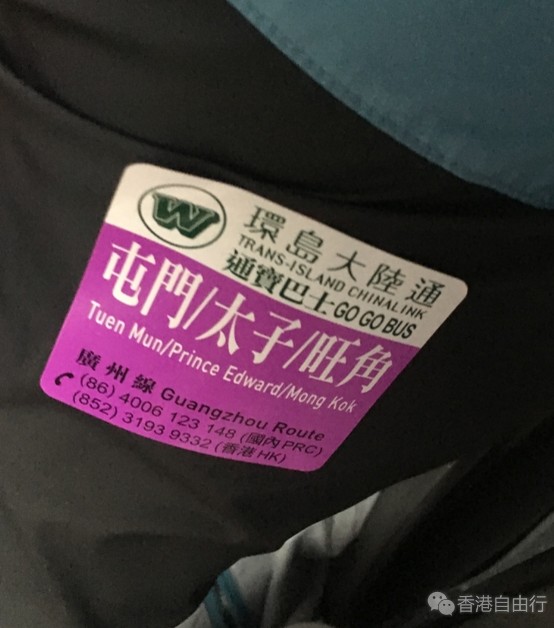 W
環島大陸通
TRANS-ISLAND CHINALINK
通寶巴士 GO GO BUS
屯門/太子/旺角
Tuen Mun/Prince Edward/Mong Kok
廣州線 Guangzhou Route
(86) 4006 123 148 (國內 PRC)
(852) 3193 9332 (香港 HK)
香港自由行